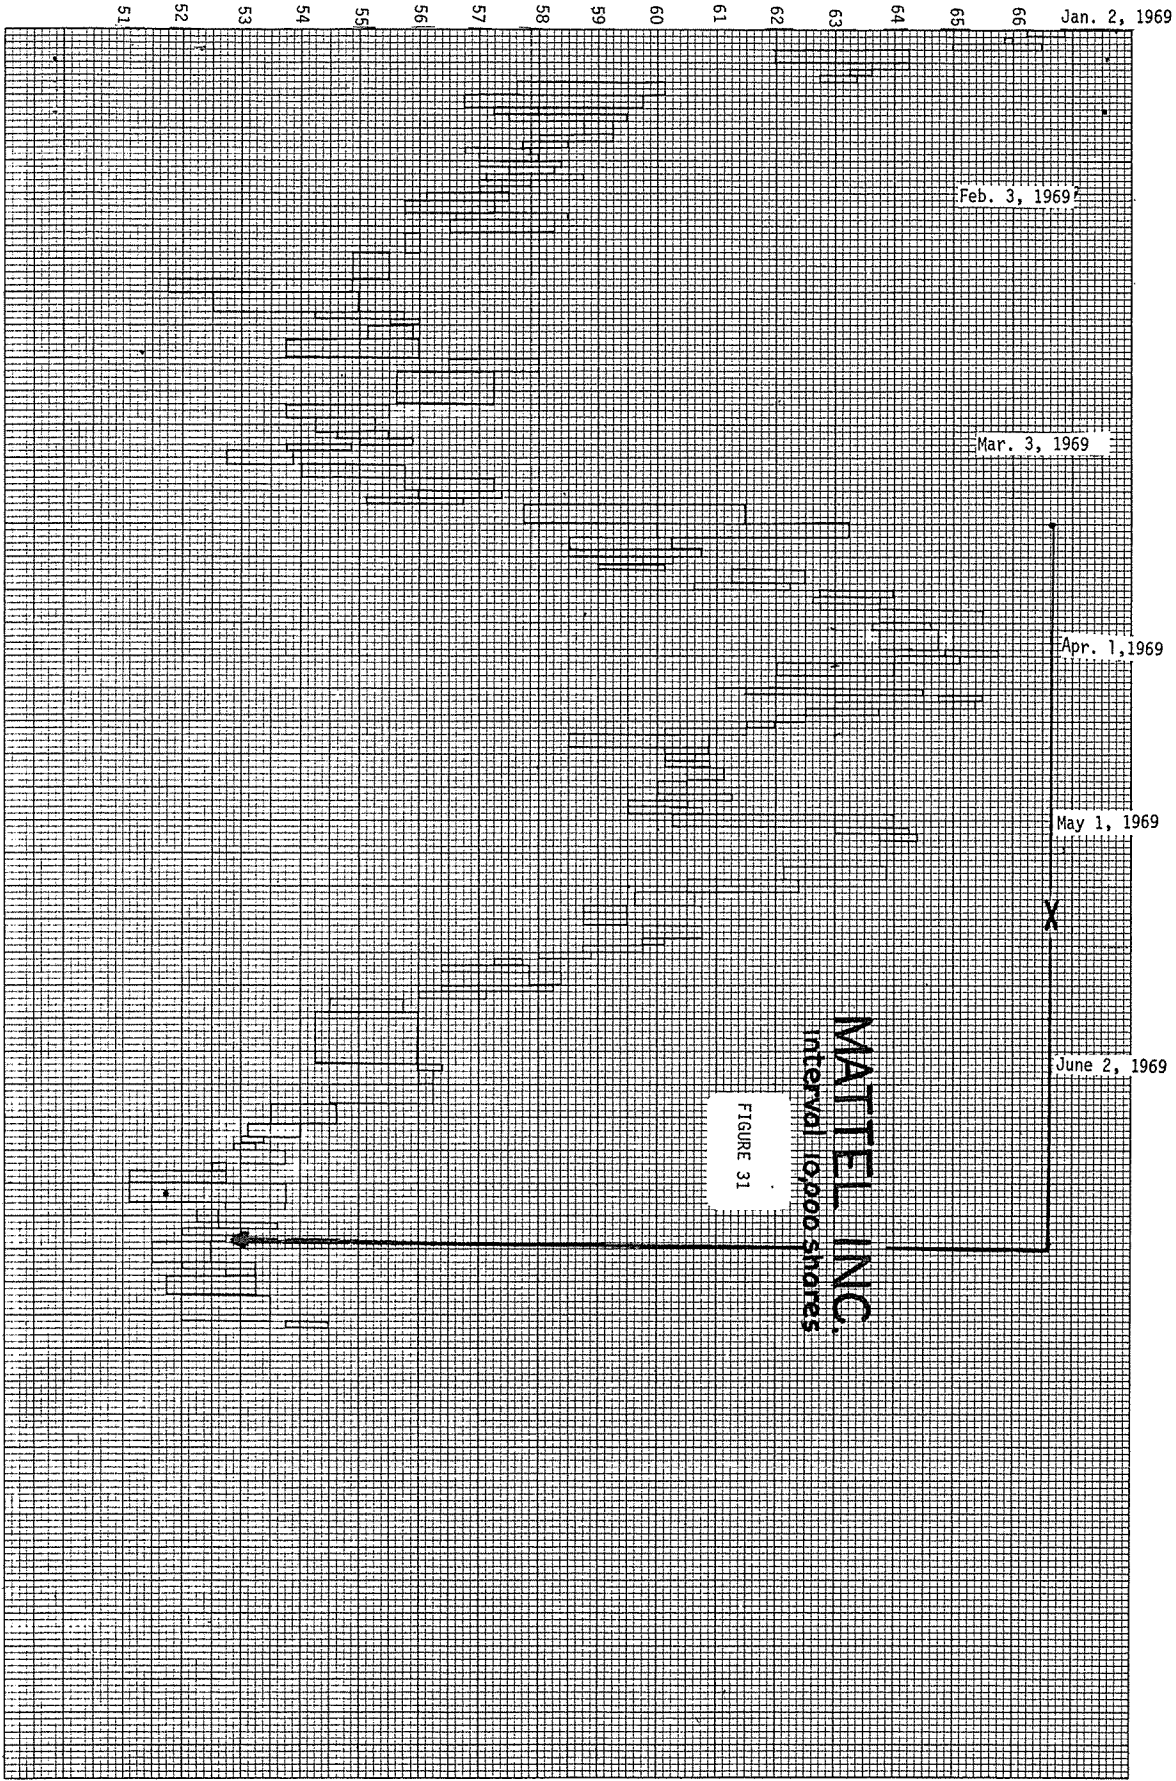 51
52
53
54
55
56
57
58
59
60
61
62
63
64
65
66
Jan. 2, 1969
Feb. 3, 1969
Mar. 3, 1969
Apr. 1,1969
May 1, 1969
X
June 2, 1969
MATTEL INC.
Interval 10,000 shares
FIGURE 31